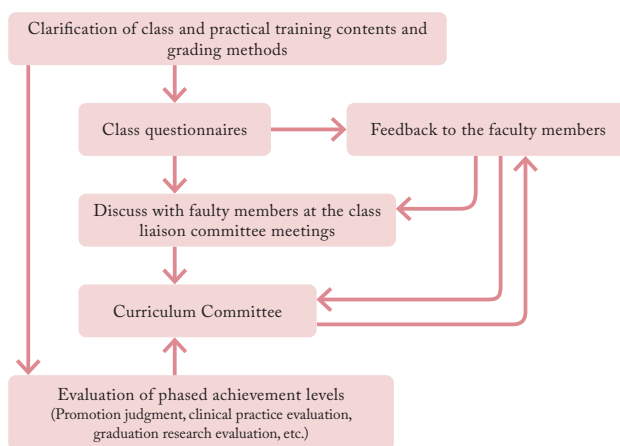 Clarification of class and practical training contents and
grading methods
Class questionnaires
Feedback to the faculty members
Discuss with faulty members at the class
liaison committee meetings
Curriculum Committee
Evaluation of phased achievement levels
(Promotion judgment, clinical practice evaluation,
graduation research evaluation, etc.)